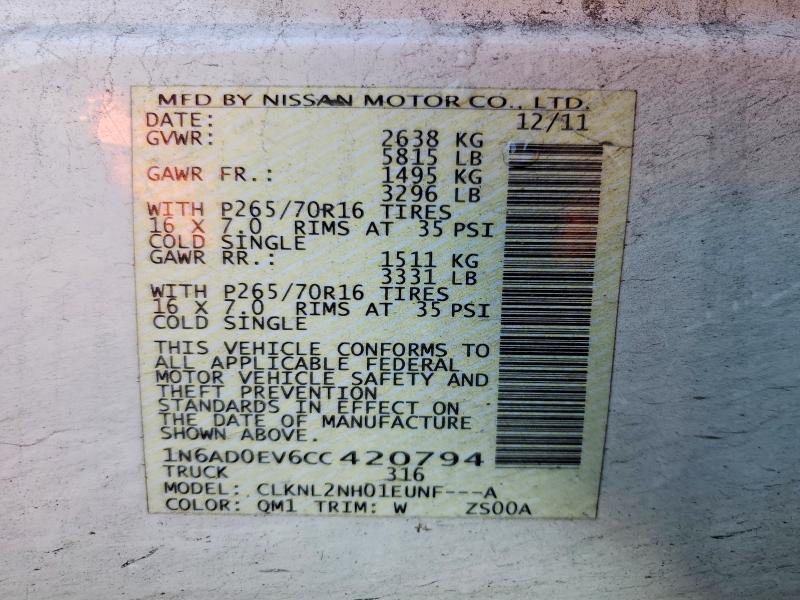 MFD BY NISSAN MOTOR CO., LTD.
DATE: 12/11
GVWR: 2638 KG
5815 LB
GAWR FR.: 1495 KG
3296 LB
WITH P265/70R16 TIRES
16 X 7.0 RIMS AT 35 PSI
COLD SINGLE
GAWR RR.: 1511 KG
3331 LB
WITH P265/70R16 TIRES
16 X 7.0 RIMS AT 35 PSI
COLD SINGLE
THIS VEHICLE CONFORMS TO
ALL APPLICABLE FEDERAL
MOTOR VEHICLE SAFETY AND
THEFT PREVENTION
STANDARDS IN EFFECT ON
THE DATE OF MANUFACTURE
SHOWN ABOVE.
1N6AD0EV6CC420794
TRUCK 316
MODEL: CLKNL2NH01EUNF---A
COLOR: QM1 TRIM: W ZS00A